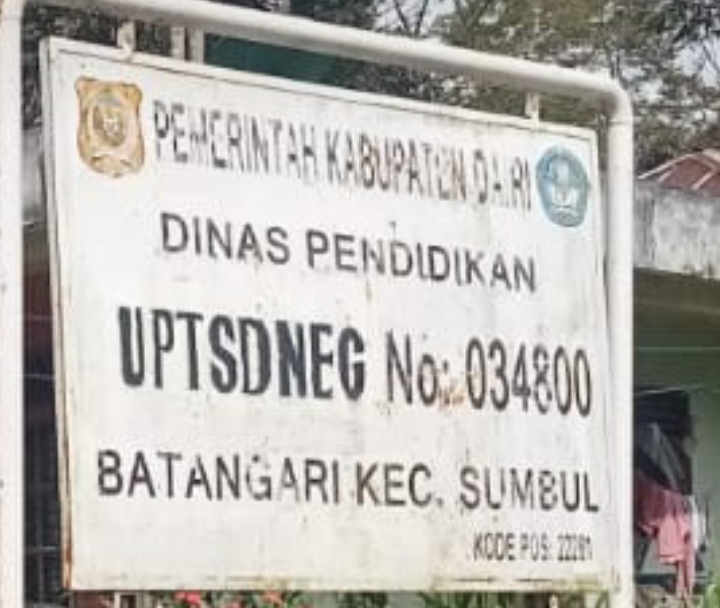 PEMERINTAH KABUPATEN DAIRI
DINAS PENDIDIKAN
UPTSDNEG No: 034800
BATANGARI KEC. SUMBUL
KODE POS: 22281